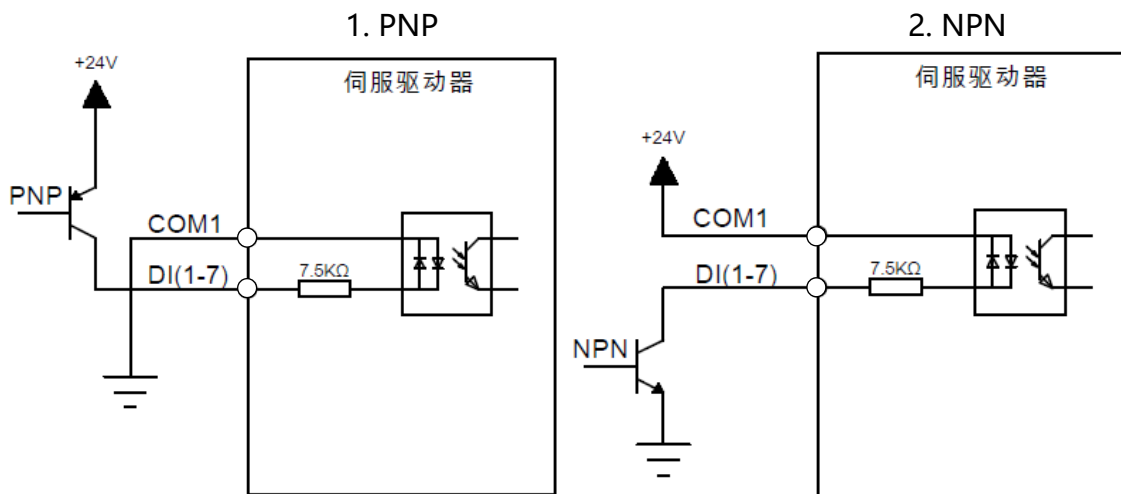 1. PNP
+24V
伺服驱动器
PNP
COM1
DI(1-7)
7.5KΩ
2. NPN
伺服驱动器
+24V
COM1
DI(1-7)
7.5KΩ
NPN